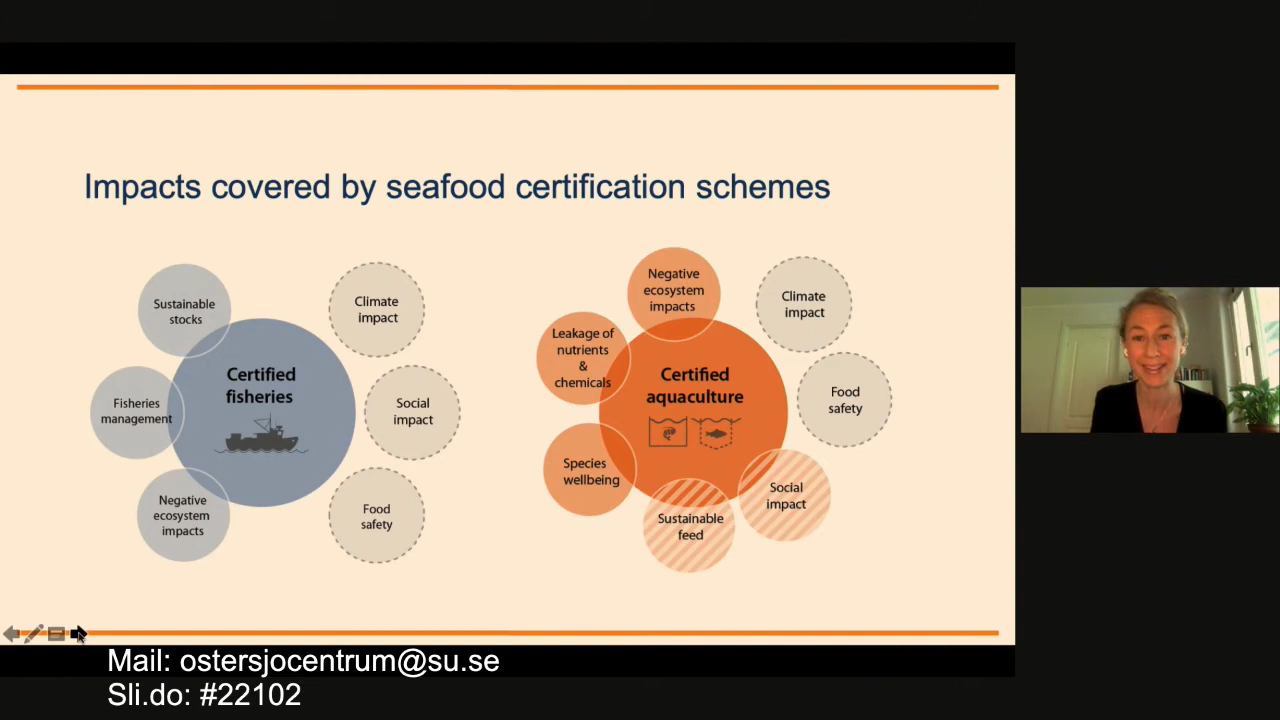 Impacts covered by seafood certification schemes
Sustainable
stocks
Fisheries
management
Negative
ecosystem
impacts
Certified
fisheries
Climate
impact
Social
impact
Food
safety
Negative
ecosystem
impacts
Leakage of
nutrients
&
chemicals
Species
wellbeing
Certified
aquaculture
Sustainable
feed
Social
impact
Climate
impact
Food
safety
Mail: ostersjocentrum@su.se
Sli.do: #22102